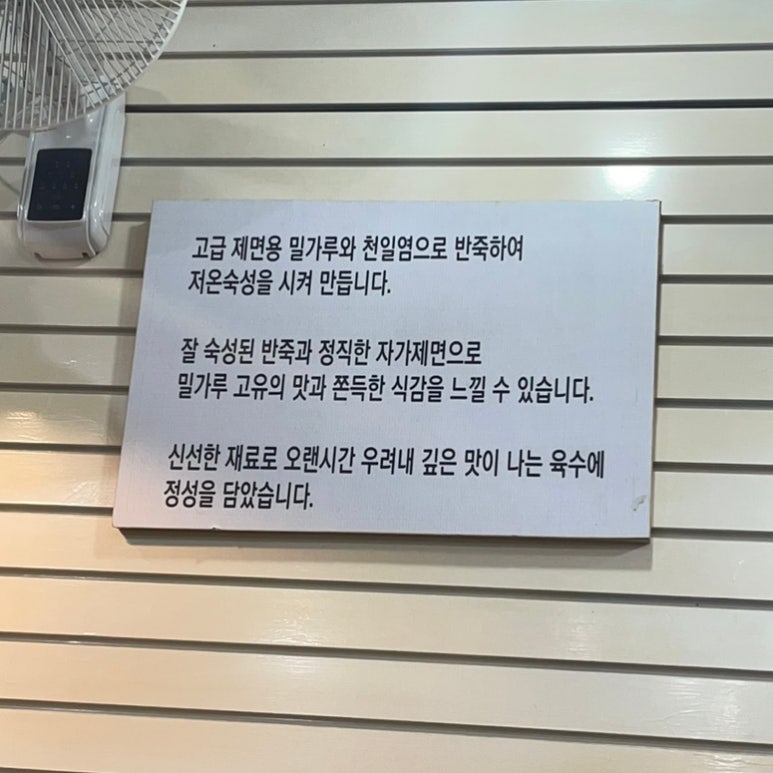 고급 제면용 밀가루와 천일염으로 반죽하여
저온숙성을 시켜 만듭니다.
잘 숙성된 반죽과 정직한 자가제면으로
밀가루 고유의 맛과 쫀득한 식감을 느낄 수 있습니다.
신선한 재료로 오랜시간 우려내 깊은 맛이 나는 육수에
정성을 담았습니다.